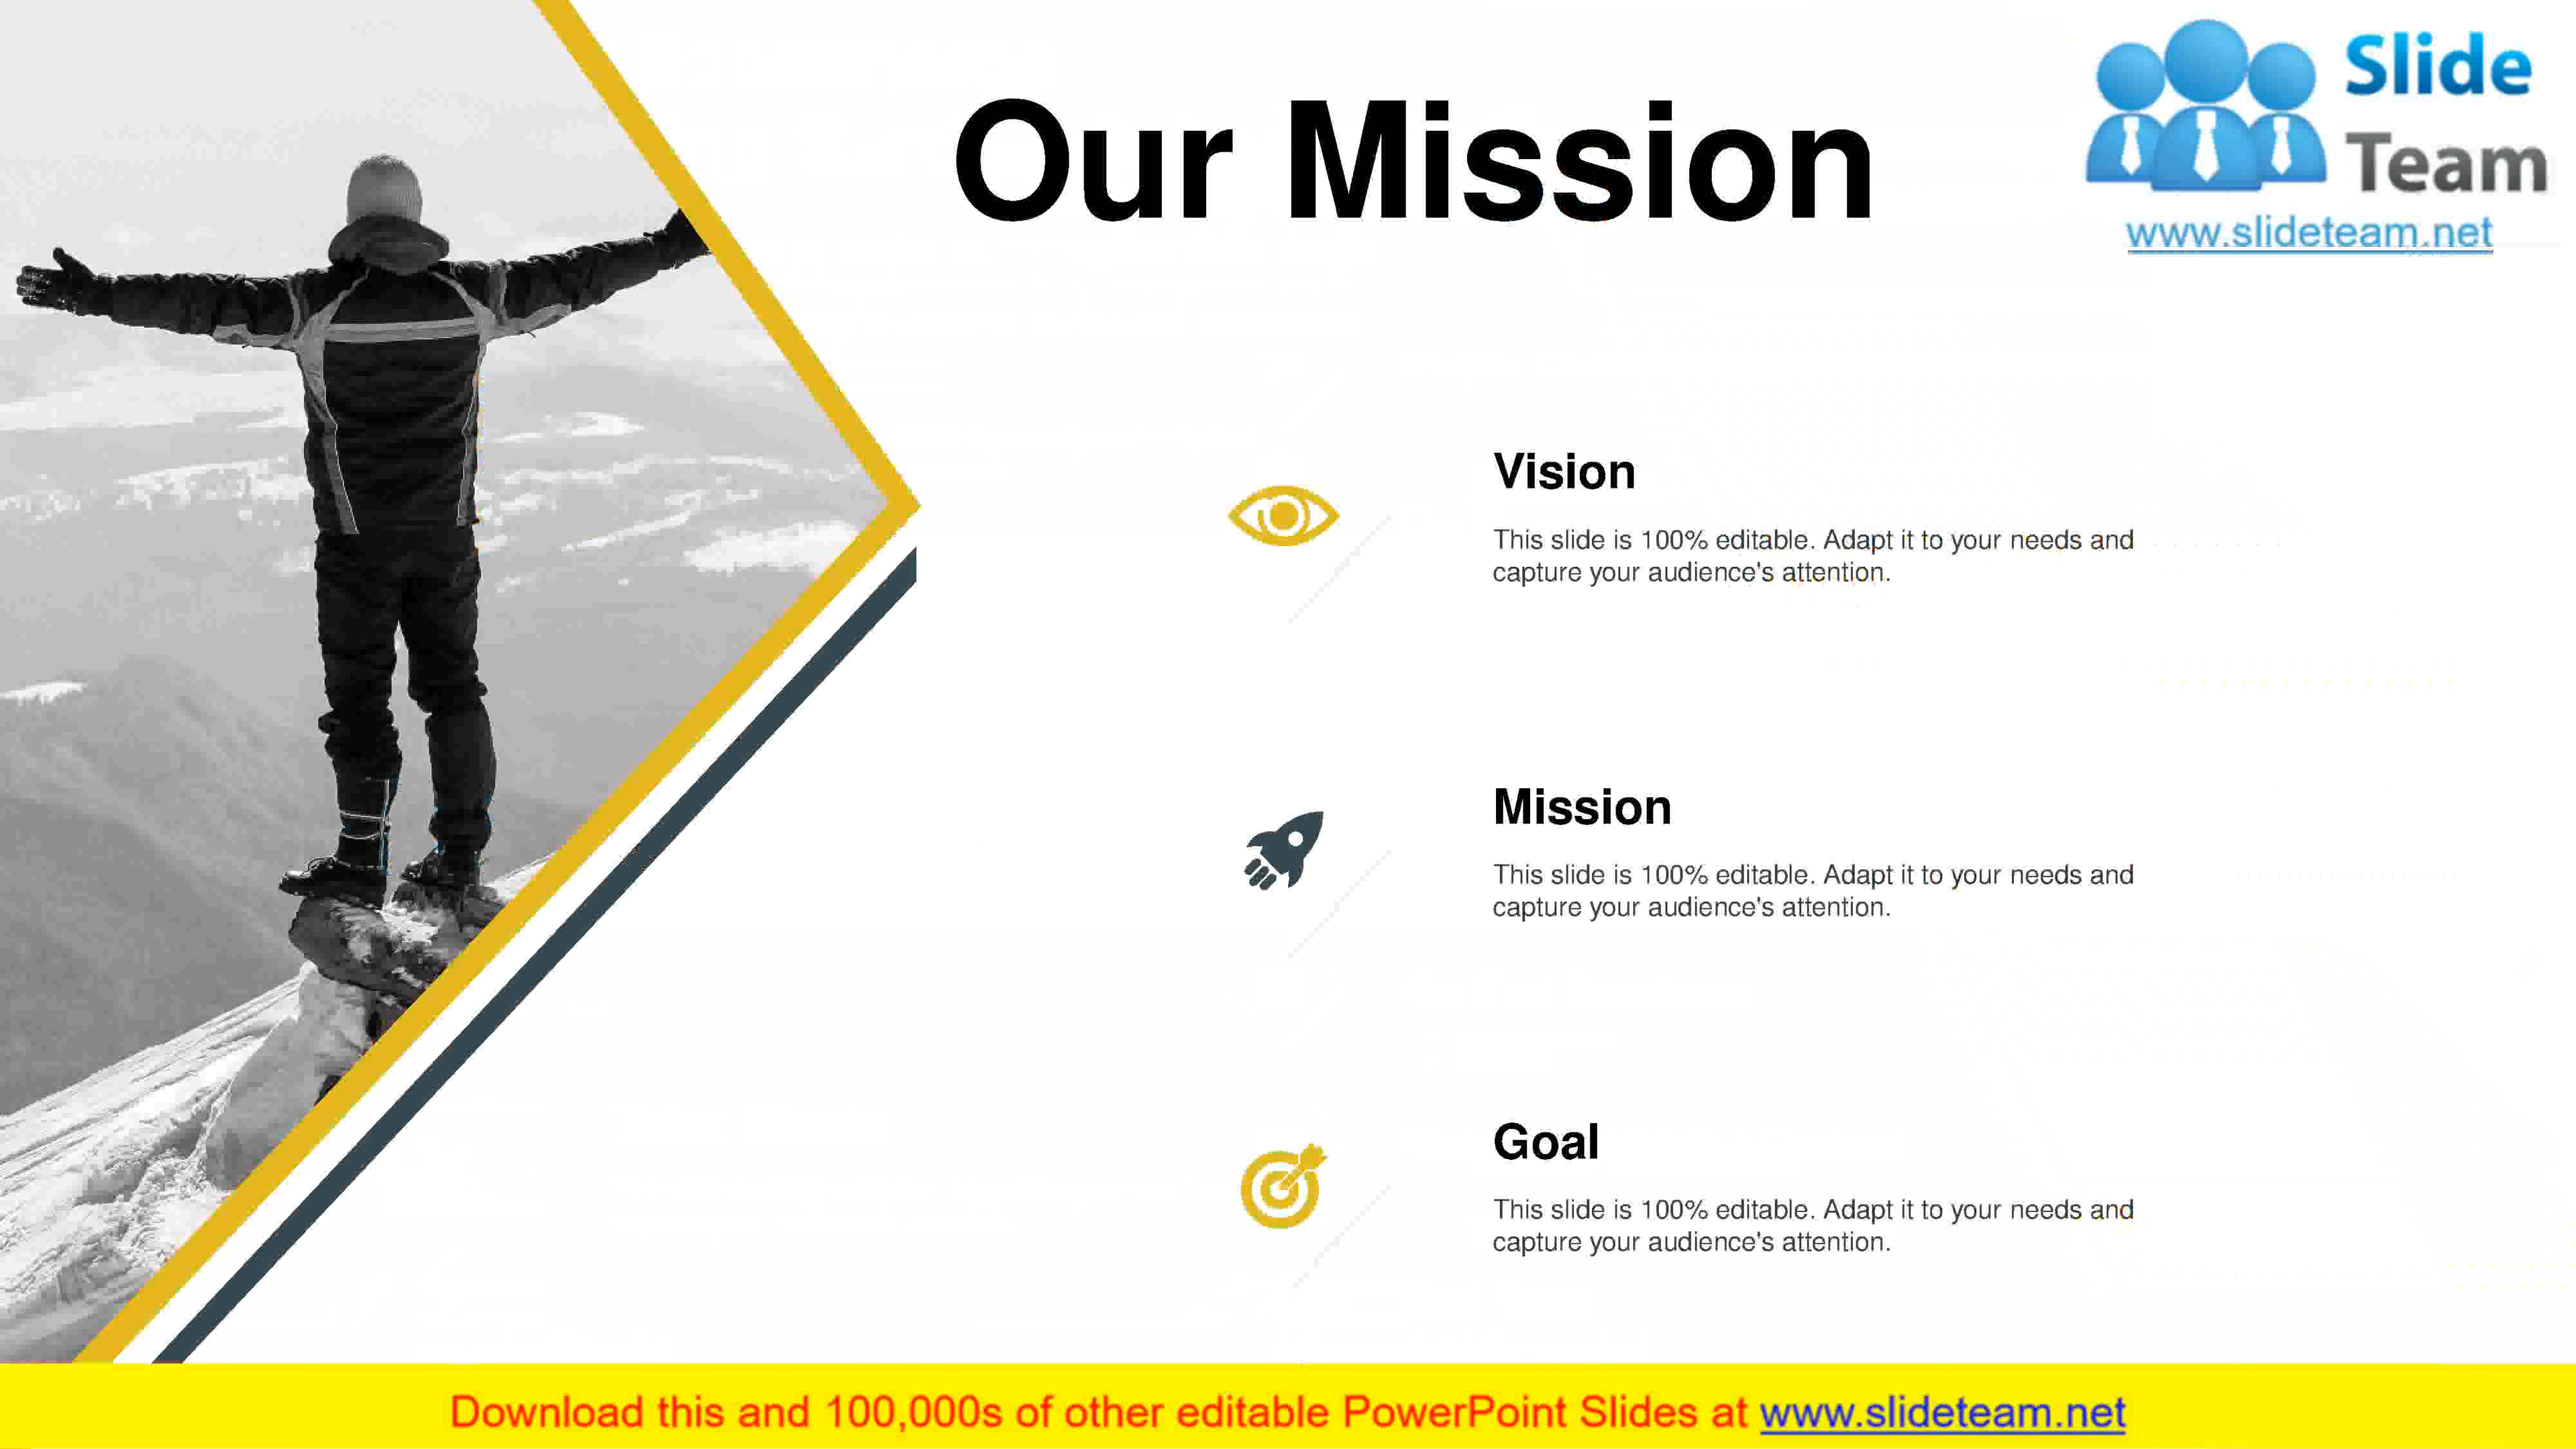 Our Mission
Slide
Team
www.slideteam.net
Vision
This slide is 100% editable. Adapt it to your needs and
capture your audience's attention.
Mission
This slide is 100% editable. Adapt it to your needs and
capture your audience's attention.
Goal
This slide is 100% editable. Adapt it to your needs and
capture your audience's attention.
Download this and 100,000s of other editable PowerPoint Slides at www.slideteam.net